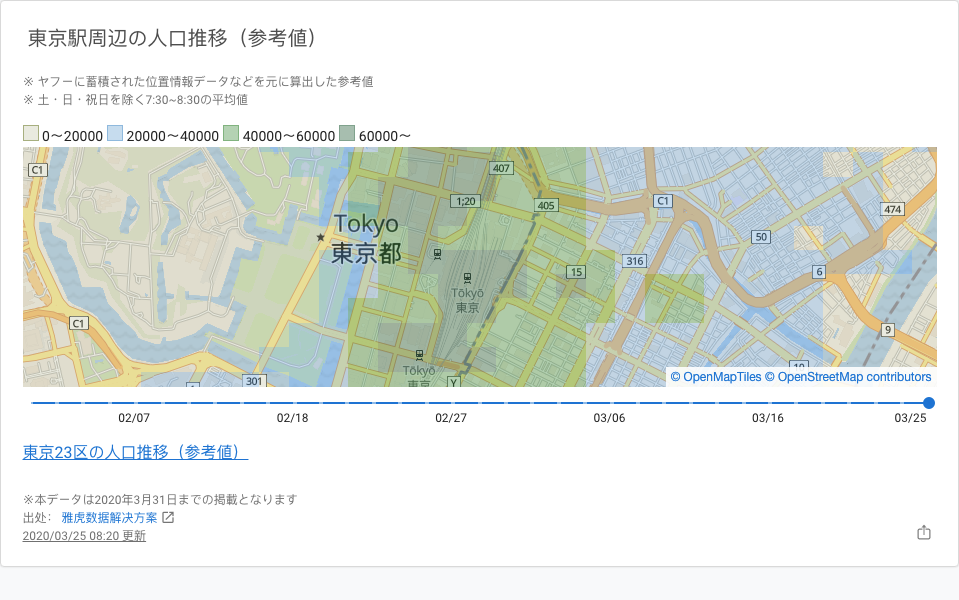 東京駅周辺の人口推移（参考値）
※ ヤフーに蓄積された位置情報データなどを元に算出した参考値
※ 土・日・祝日を除く7:30~8:30の平均値
0〜20000 20000〜40000 40000〜60000 60000〜
C1
407
1;20
405
C1
474
Tokyo
東京都
50
316
15
6
Tōkyō
東京
C1
9
Tōkyō
東京
301
Y
10
© OpenMapTiles © OpenStreetMap contributors
02/07 02/18 02/27 03/06 03/16 03/25
東京23区の人口推移（参考値）
※本データは2020年3月31日までの掲載となります
出处： 雅虎数据解决方案
2020/03/25 08:20 更新